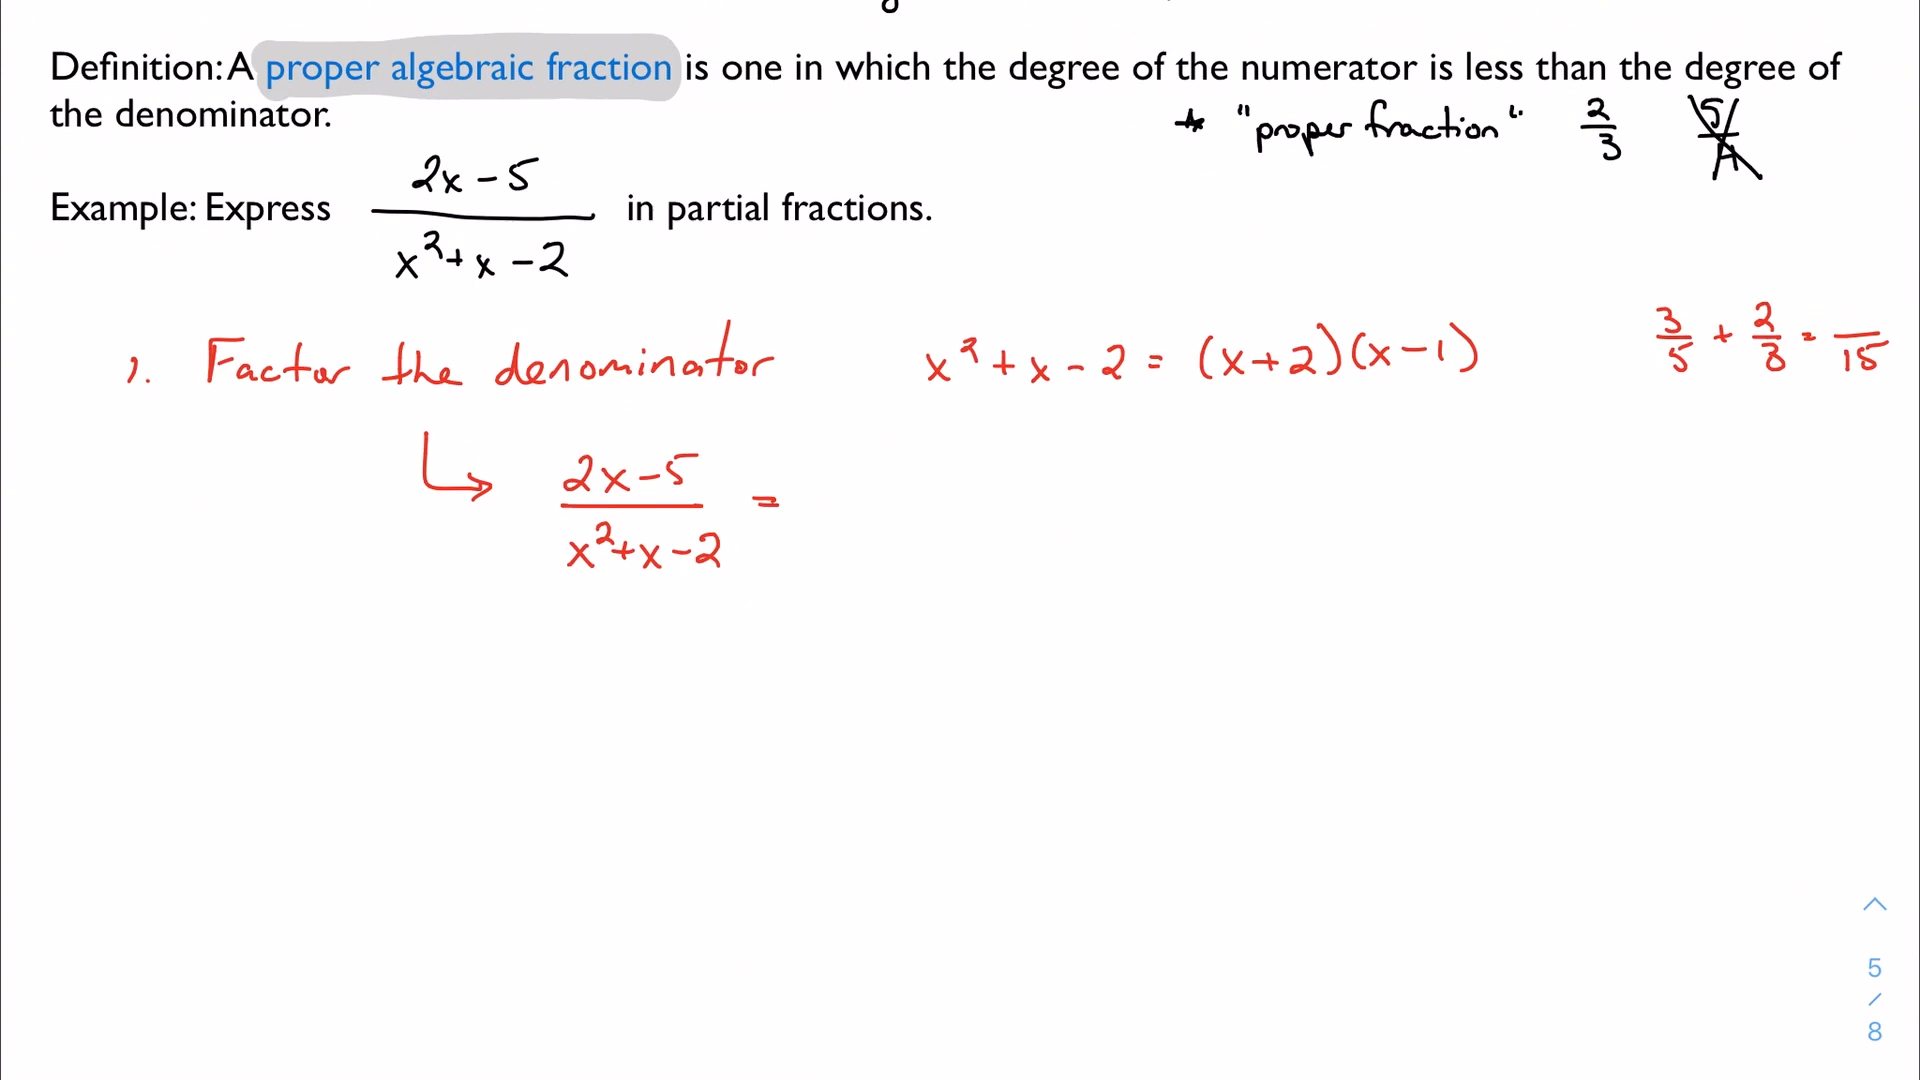 Definition: A proper algebraic fraction is one in which the degree of the numerator is less than the degree of
the denominator.
* "proper fraction" 2/3 5/4
Example: Express (2x - 5)/(x² + x - 2) in partial fractions.
1. Factor the denominator x² + x - 2 = (x+2)(x-1) 3/5 + 2/3 = /15
↳ (2x - 5)/(x² + x - 2) =
5
/
8